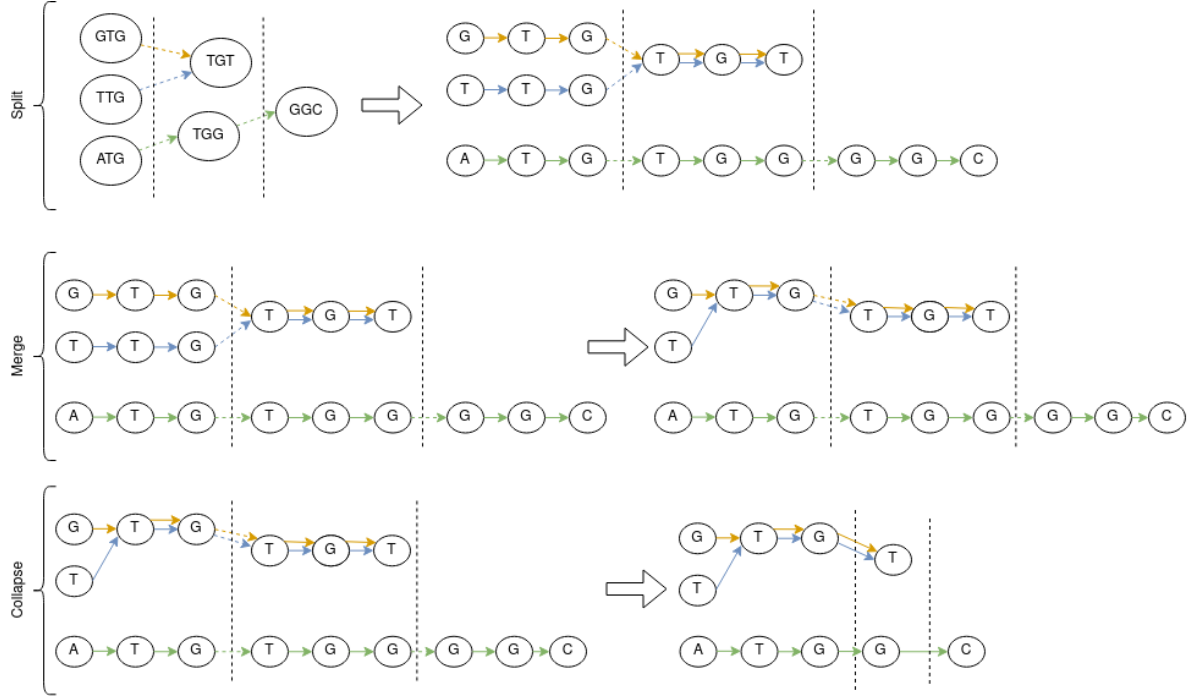 Split
GTG
TTG
ATG
TGT
TGG
GGC
G T G
T G T
T T G
A T G T G G G G C
Merge
G T G
T G T
T T G
A T G T G G G G C
G T G
T G T
T
A T G T G G G G C
Collapse
G T G
T G T
T
A T G T G G G G C
G T G
T
T
A T G G C